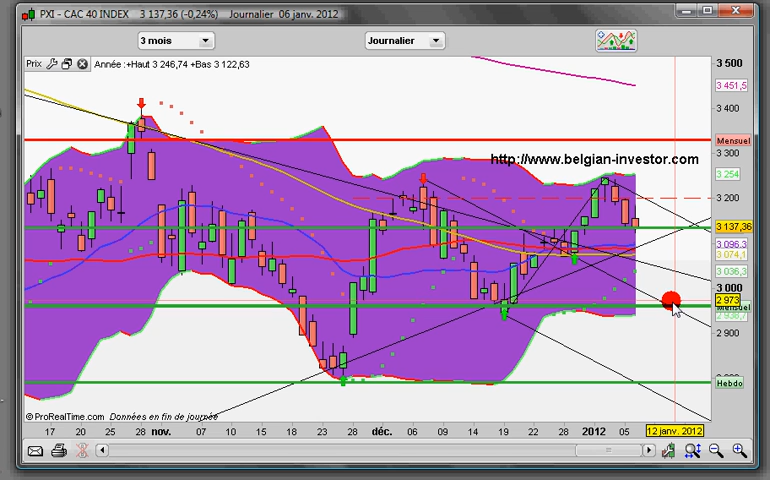 PXI - CAC 40 INDEX 3 137,36 (-0,24%) Journalier 06 janv. 2012
3 mois
Journalier
Prix
Année :+Haut 3 246,74 +Bas 3 122,63
3 500
3 451,5
3 400
Mensuel
3 300
http://www.belgian-investor.com
3 254
3 200
3 137,36
3 096,3
3 074,1
3 036,3
3 000
2 973
Mensuel
2 938,7
2 900
Hebdo
© ProRealTime.com Données en fin de journée
17 20 25 28 nov. 07 10 15 18 23 28 déc. 06 09 14 19 22 28 2012 05 12 janv. 2012